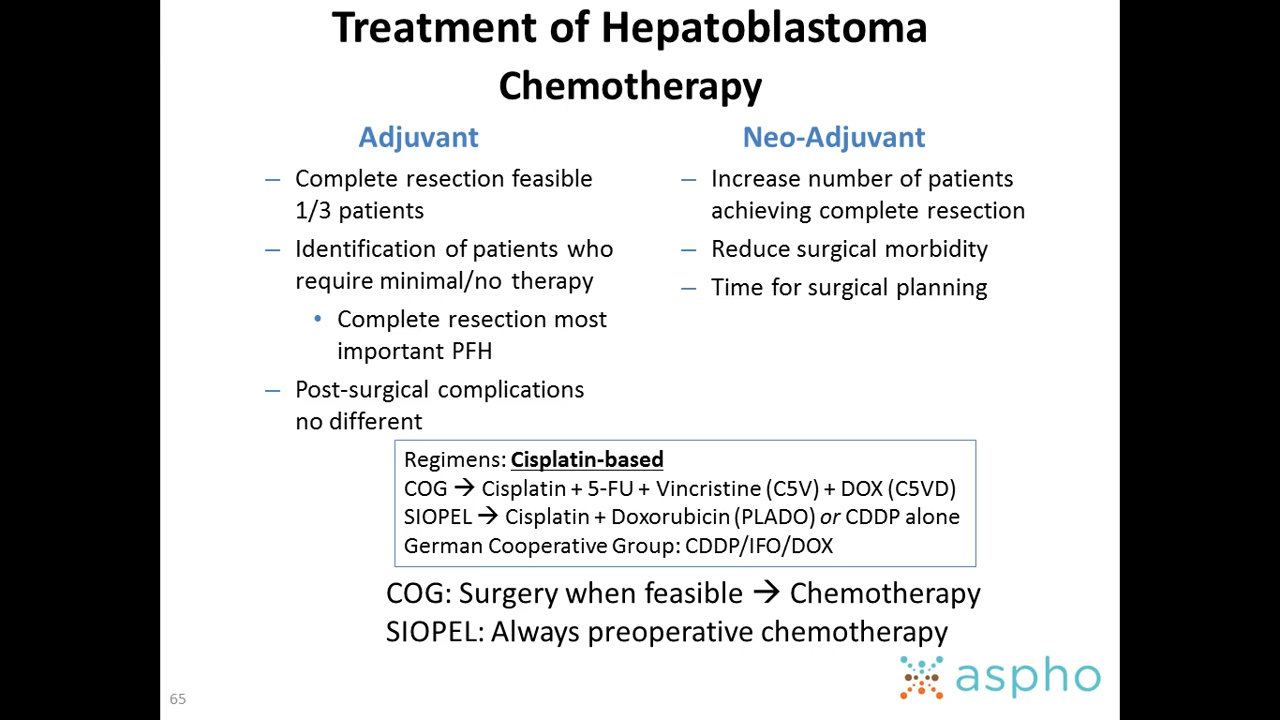 Treatment of Hepatoblastoma
Chemotherapy
Adjuvant
– Complete resection feasible
1/3 patients
– Identification of patients who
require minimal/no therapy
• Complete resection most
important PFH
– Post-surgical complications
no different
Neo-Adjuvant
– Increase number of patients
achieving complete resection
– Reduce surgical morbidity
– Time for surgical planning
Regimens: Cisplatin-based
COG → Cisplatin + 5-FU + Vincristine (C5V) + DOX (C5VD)
SIOPEL → Cisplatin + Doxorubicin (PLADO) or CDDP alone
German Cooperative Group: CDDP/IFO/DOX
COG: Surgery when feasible → Chemotherapy
SIOPEL: Always preoperative chemotherapy
aspho
65